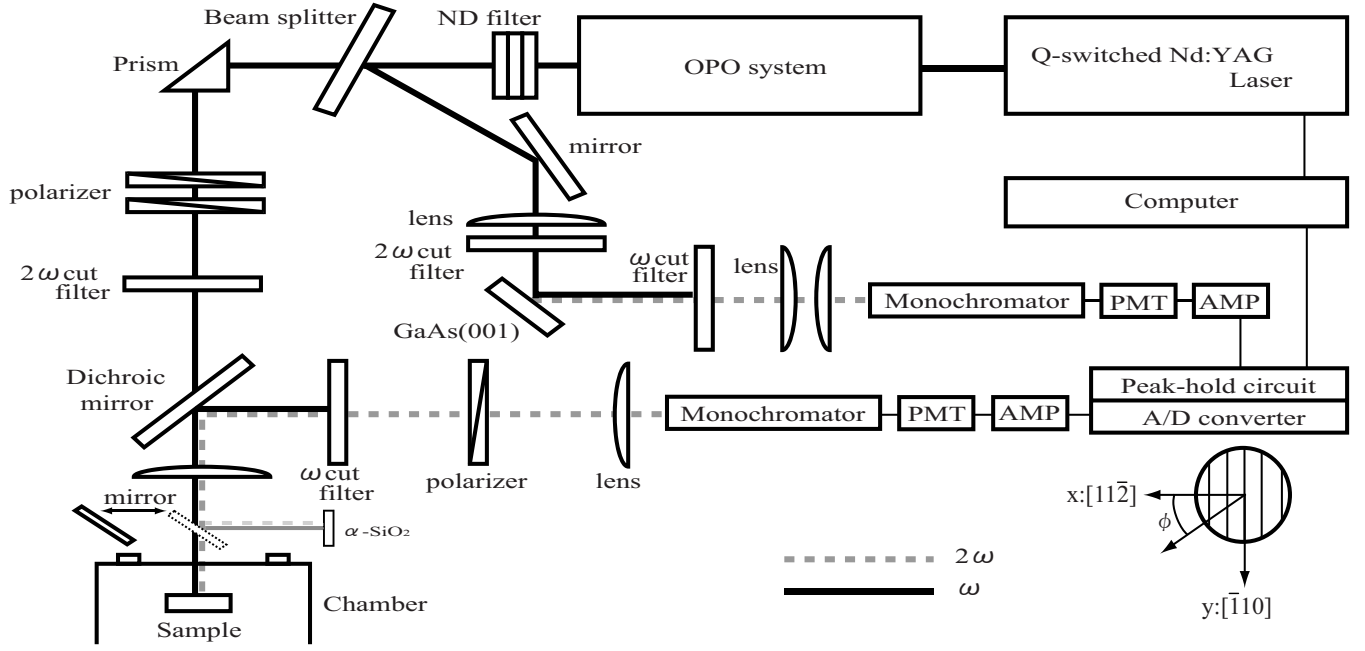 Beam splitter
ND filter
Prism
OPO system
Q-switched Nd:YAG
Laser
mirror
polarizer
lens
Computer
2ω cut
filter
2ω cut
filter
ω cut
filter
lens
Monochromator
PMT
AMP
GaAs(001)
Dichroic
mirror
Peak-hold circuit
A/D converter
Monochromator
PMT
AMP
ω cut
filter
polarizer
lens
mirror
α-SiO₂
x:[112̅]
ϕ
2ω
ω
y:[1̅10]
Chamber
Sample